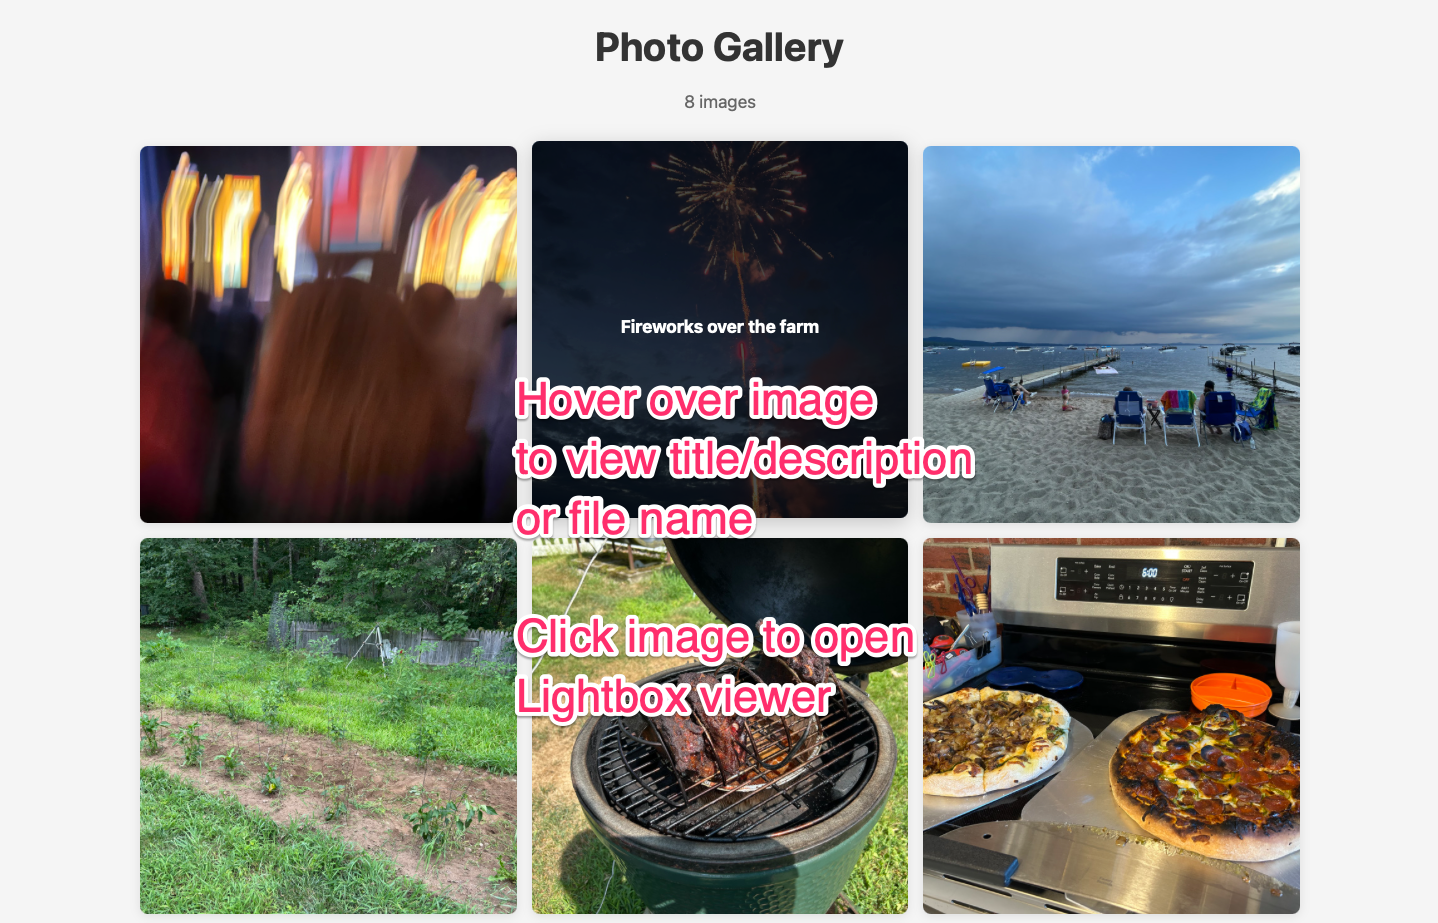 Photo Gallery
8 images
Fireworks over the farm
Hover over image
to view title/description
or file name
Click image to open
Lightbox viewer
6:00